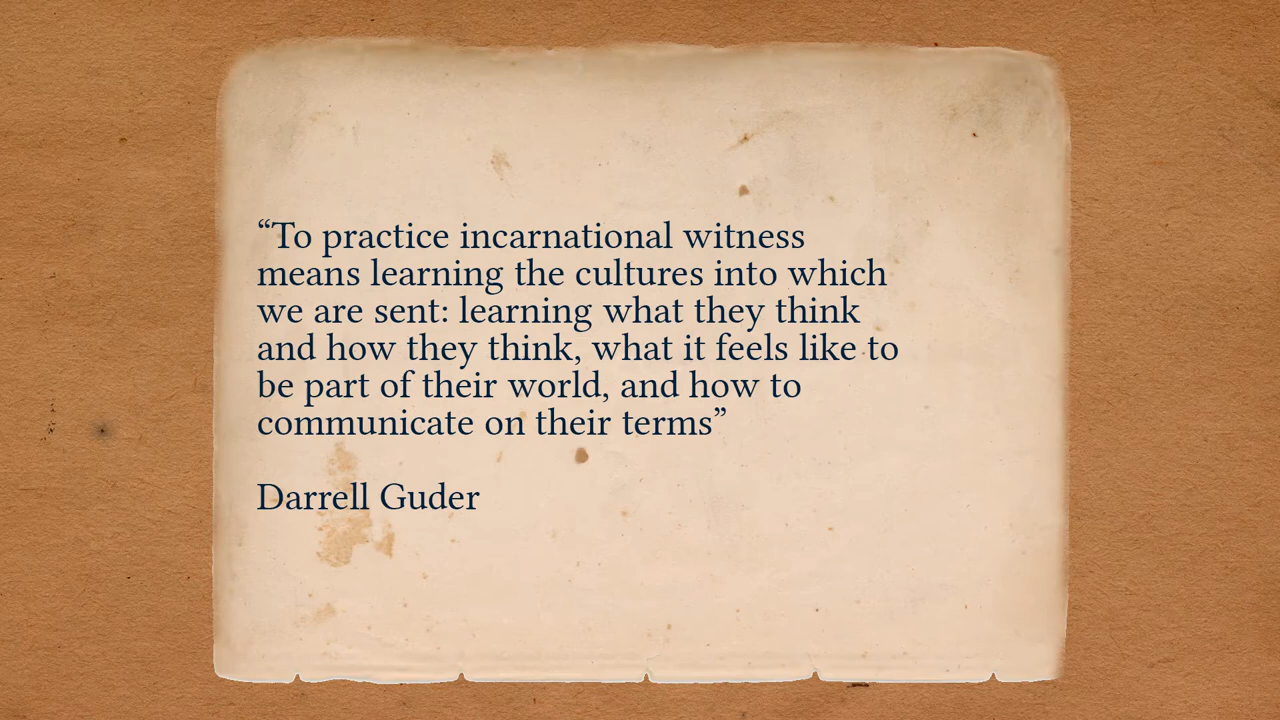 “To practice incarnational witness
means learning the cultures into which
we are sent: learning what they think
and how they think, what it feels like to
be part of their world, and how to
communicate on their terms”
Darrell Guder